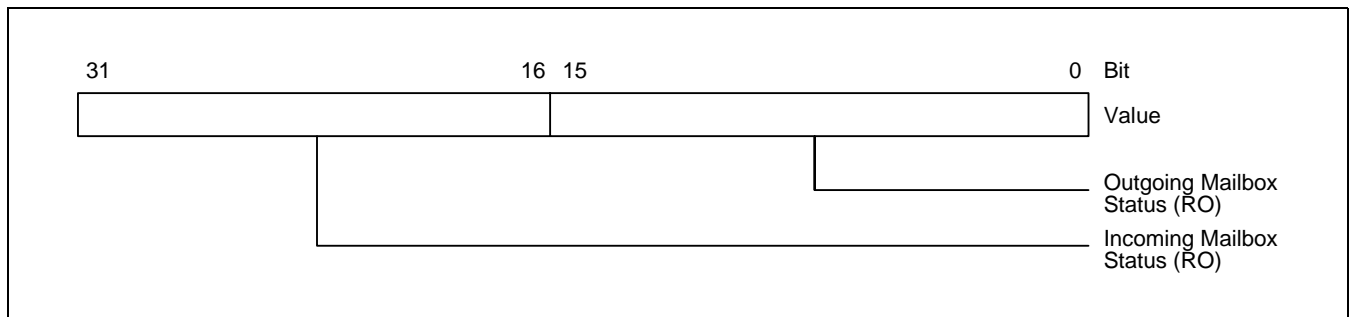 31 16 15 0 Bit
Value
Outgoing Mailbox
Status (RO)
Incoming Mailbox
Status (RO)